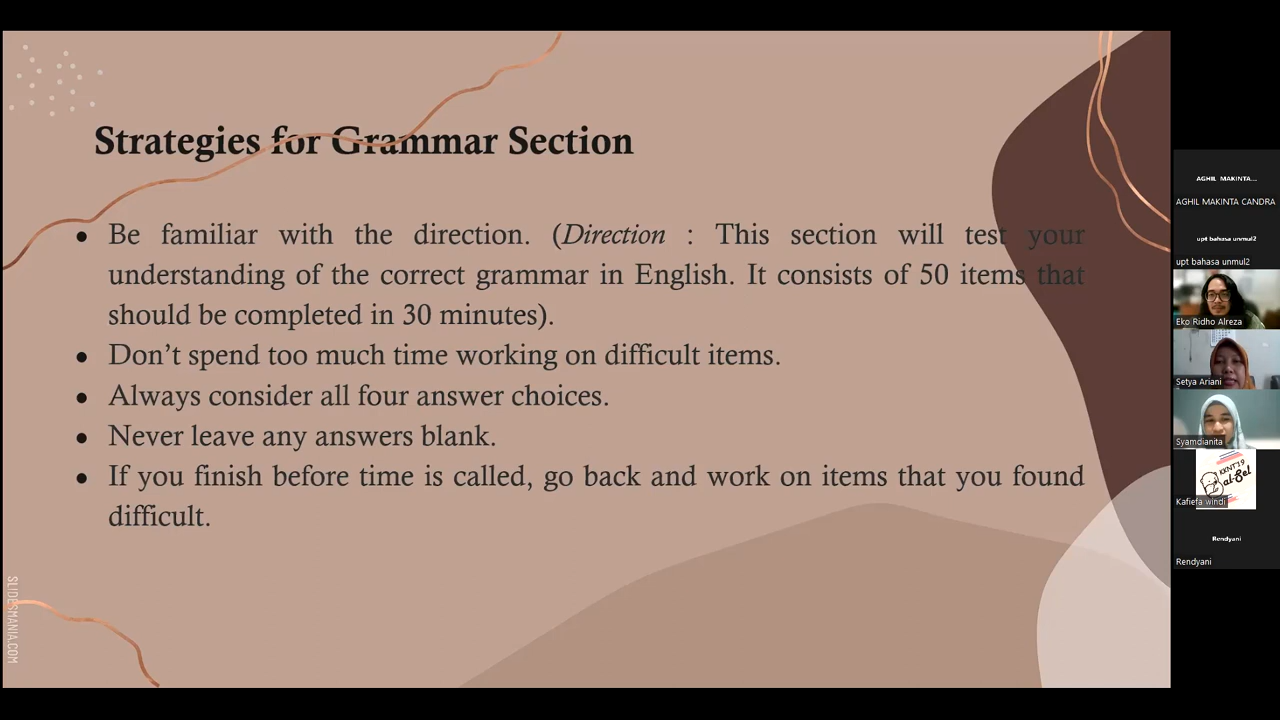 Strategies for Grammar Section
● Be familiar with the direction. (Direction : This section will test your
understanding of the correct grammar in English. It consists of 50 items that
should be completed in 30 minutes).
● Don’t spend too much time working on difficult items.
● Always consider all four answer choices.
● Never leave any answers blank.
● If you finish before time is called, go back and work on items that you found
difficult.
SLIDESMANIA.COM
AGHIL MAKINTA...
AGHIL MAKINTA CANDRA
upt bahasa unmul2
upt bahasa unmul2
Eko Ridho Alreza
Setya Ariani
Syamdianita
KKNT19
al-Sel
Kafiefa windi
Rendyani
Rendyani